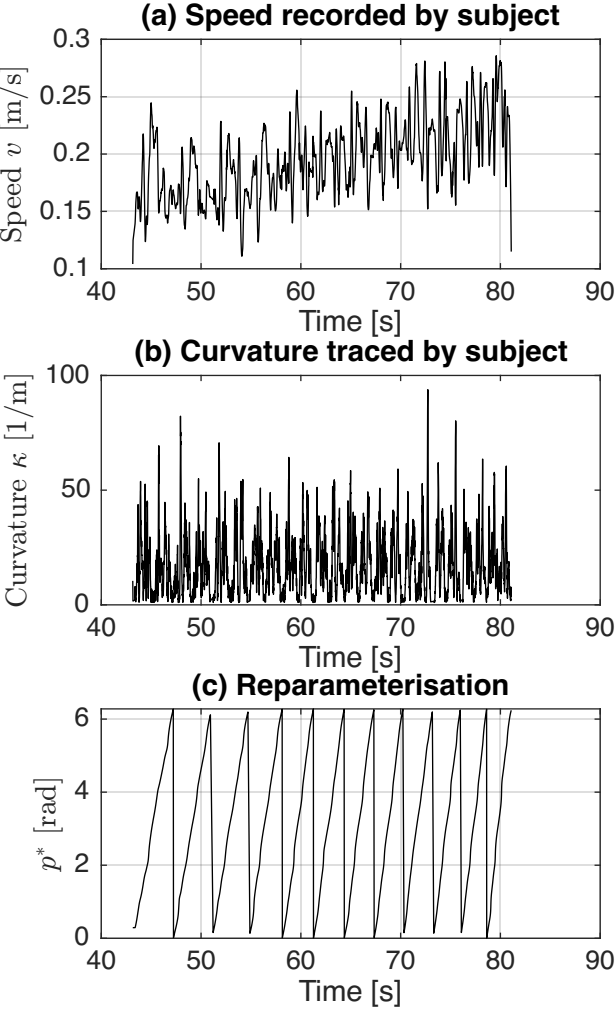 (a) Speed recorded by subject
0.3
0.25
0.2
0.15
0.1
Speed v [m/s]
40 50 60 70 80 90
Time [s]
(b) Curvature traced by subject
100
50
0
Curvature κ [1/m]
40 50 60 70 80 90
Time [s]
(c) Reparameterisation
6
4
2
0
p* [rad]
40 50 60 70 80 90
Time [s]